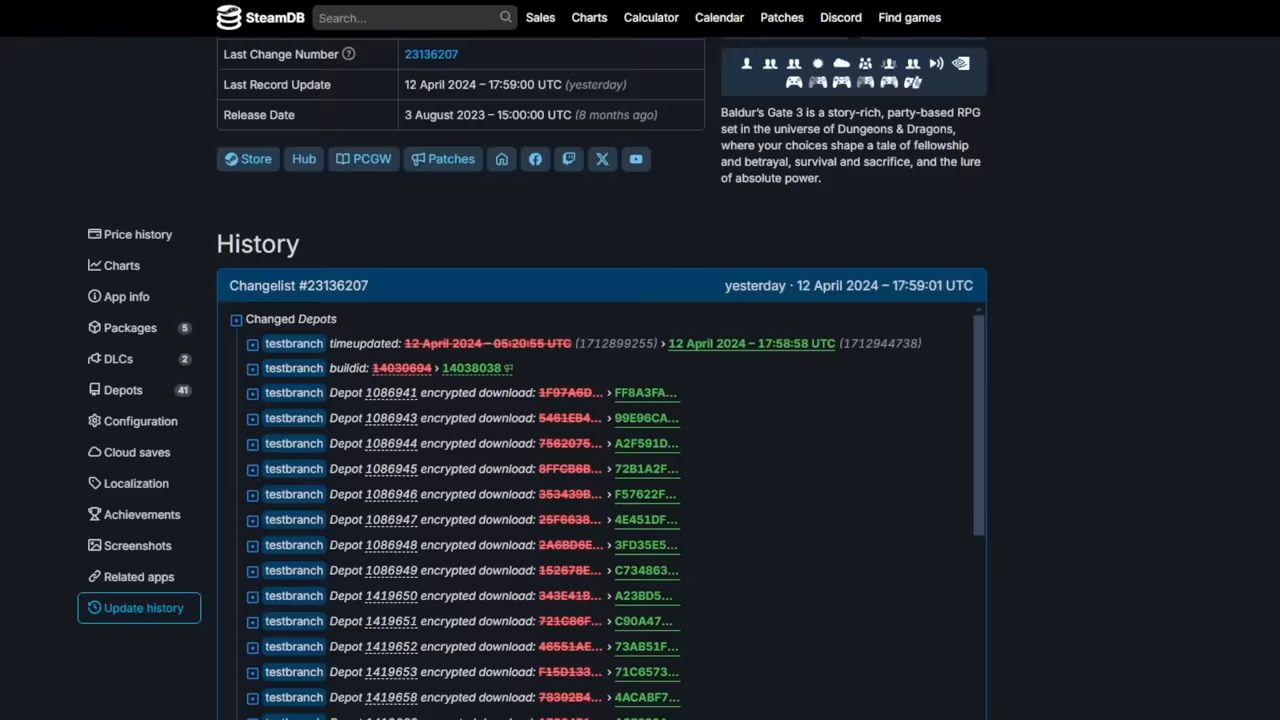 SteamDB Search... Sales Charts Calculator Calendar Patches Discord Find games
Last Change Number ? 23136207
Last Record Update 12 April 2024 – 17:59:00 UTC (yesterday)
Release Date 3 August 2023 – 15:00:00 UTC (8 months ago)
Baldur's Gate 3 is a story-rich, party-based RPG
set in the universe of Dungeons & Dragons,
where your choices shape a tale of fellowship
and betrayal, survival and sacrifice, and the lure
of absolute power.
Store Hub PCGW Patches
Price history
Charts
App info
Packages 5
DLCs 2
Depots 41
Configuration
Cloud saves
Localization
Achievements
Screenshots
Related apps
Update history
History
Changelist #23136207 yesterday · 12 April 2024 – 17:59:01 UTC
Changed Depots
testbranch timeupdated: 12 April 2024 – 05:20:55 UTC (1712899255) › 12 April 2024 – 17:58:58 UTC (1712944738)
testbranch buildid: 14030694 › 14038038
testbranch Depot 1086941 encrypted download: 1F97A6D... › FF8A3FA...
testbranch Depot 1086943 encrypted download: 5461EB4... › 99E96CA...
testbranch Depot 1086944 encrypted download: 7562075... › A2F591D...
testbranch Depot 1086945 encrypted download: 8FFCB6B... › 72B1A2F...
testbranch Depot 1086946 encrypted download: 353439B... › F57622F...
testbranch Depot 1086947 encrypted download: 25F6638... › 4E451DF...
testbranch Depot 1086948 encrypted download: 2A6BD6E... › 3FD35E5...
testbranch Depot 1086949 encrypted download: 152678E... › C734863...
testbranch Depot 1419650 encrypted download: 343E41B... › A23BD5...
testbranch Depot 1419651 encrypted download: 721C86F... › C90A47...
testbranch Depot 1419652 encrypted download: 46551AE... › 73AB51F...
testbranch Depot 1419653 encrypted download: F15D133... › 71C6573...
testbranch Depot 1419658 encrypted download: 78302B4... › 4ACABF7...